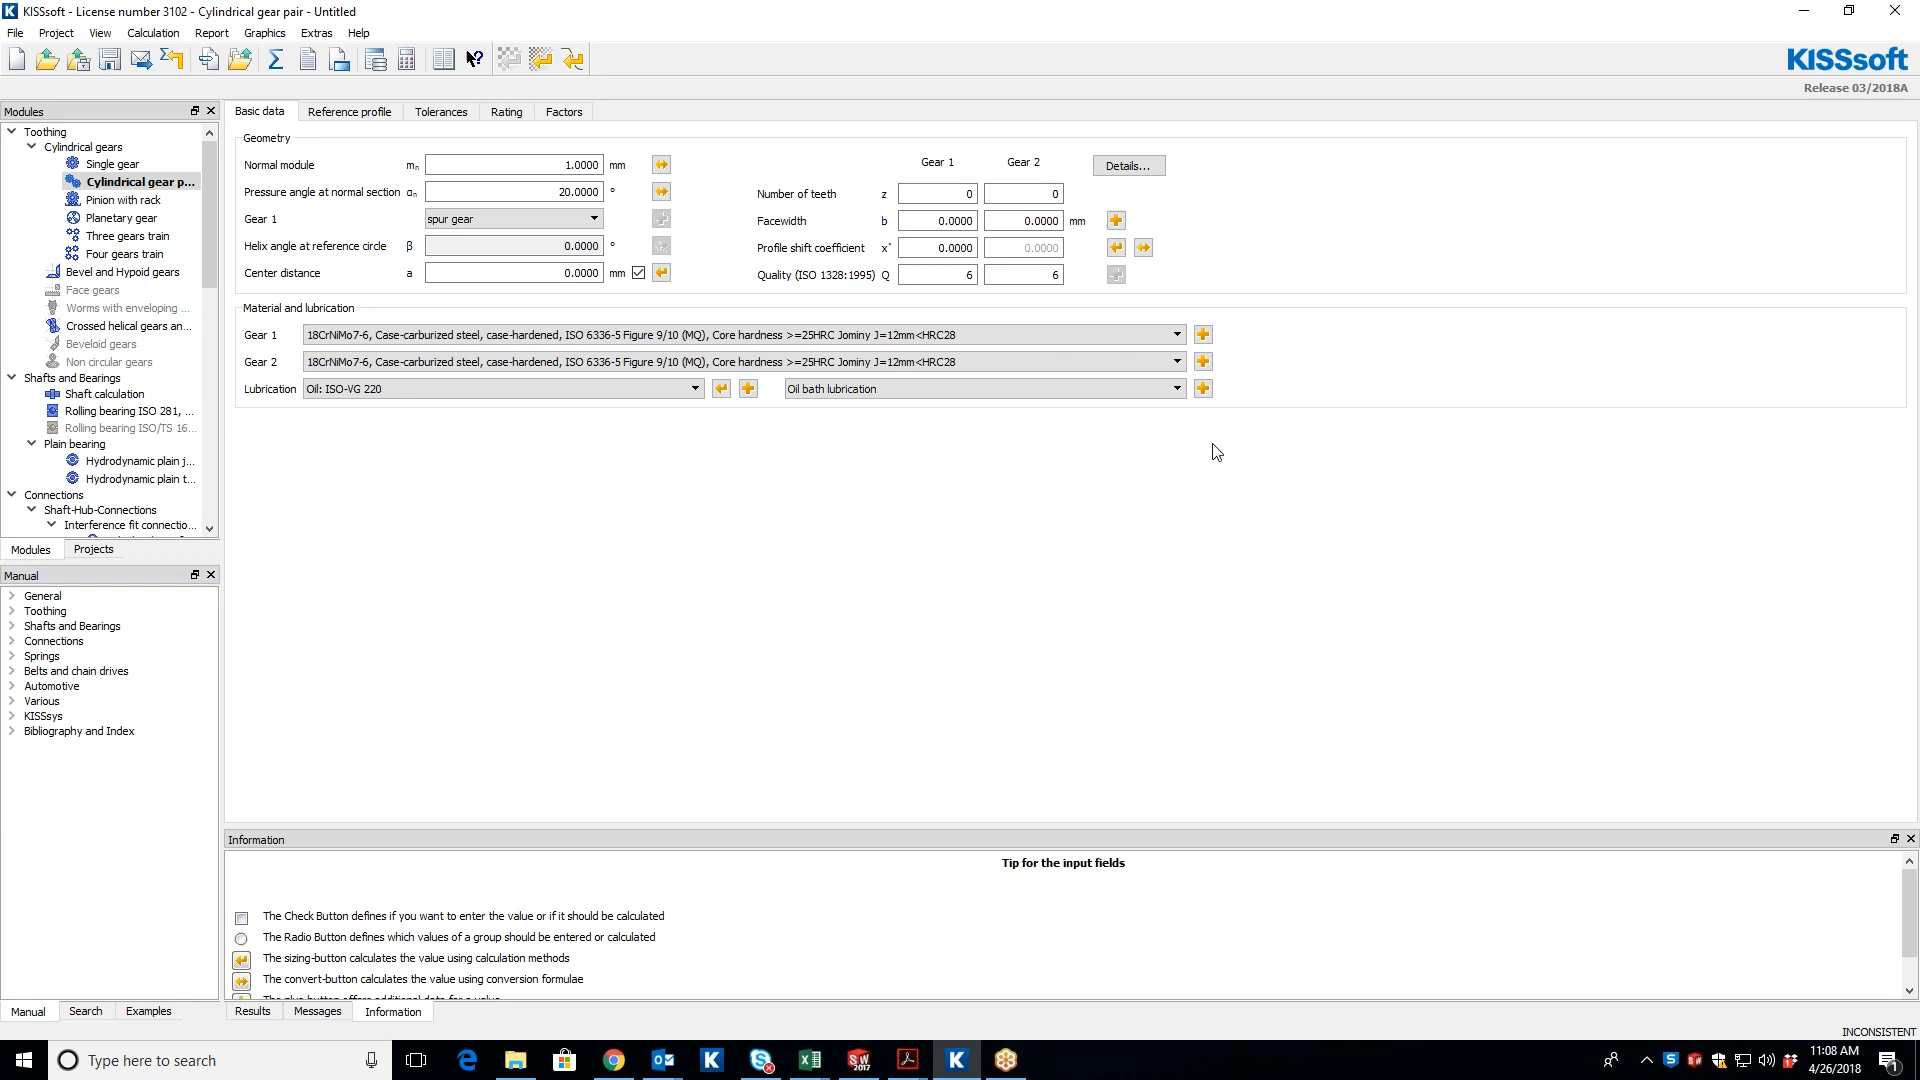 KISSsoft - License number 3102 - Cylindrical gear pair - Untitled
File Project View Calculation Report Graphics Extras Help
KISSsoft
Release 03/2018A
Modules
Toothing
Cylindrical gears
Single gear
Cylindrical gear p...
Pinion with rack
Planetary gear
Three gears train
Four gears train
Bevel and Hypoid gears
Face gears
Worms with enveloping ...
Crossed helical gears an...
Beveloid gears
Non circular gears
Shafts and Bearings
Shaft calculation
Rolling bearing ISO 281, ...
Rolling bearing ISO/TS 16...
Plain bearing
Hydrodynamic plain j...
Hydrodynamic plain t...
Connections
Shaft-Hub-Connections
Interference fit connectio...
Modules Projects
Manual
General
Toothing
Shafts and Bearings
Connections
Springs
Belts and chain drives
Automotive
Various
KISSsys
Bibliography and Index
Manual Search Examples
Basic data Reference profile Tolerances Rating Factors
Geometry
Normal module mn 1.0000 mm
Pressure angle at normal section αn 20.0000 °
Gear 1 spur gear
Helix angle at reference circle β 0.0000 °
Center distance a 0.0000 mm
Gear 1 Gear 2 Details...
Number of teeth z 0 0
Facewidth b 0.0000 0.0000 mm
Profile shift coefficient x* 0.0000 0.0000
Quality (ISO 1328:1995) Q 6 6
Material and lubrication
Gear 1 18CrNiMo7-6, Case-carburized steel, case-hardened, ISO 6336-5 Figure 9/10 (MQ), Core hardness >=25HRC Jominy J=12mm<HRC28
Gear 2 18CrNiMo7-6, Case-carburized steel, case-hardened, ISO 6336-5 Figure 9/10 (MQ), Core hardness >=25HRC Jominy J=12mm<HRC28
Lubrication Oil: ISO-VG 220 Oil bath lubrication
Information
Tip for the input fields
The Check Button defines if you want to enter the value or if it should be calculated
The Radio Button defines which values of a group should be entered or calculated
The sizing-button calculates the value using calculation methods
The convert-button calculates the value using conversion formulae
The plus button offers additional data for a value
Results Messages Information
INCONSISTENT
Type here to search
11:08 AM
4/26/2018